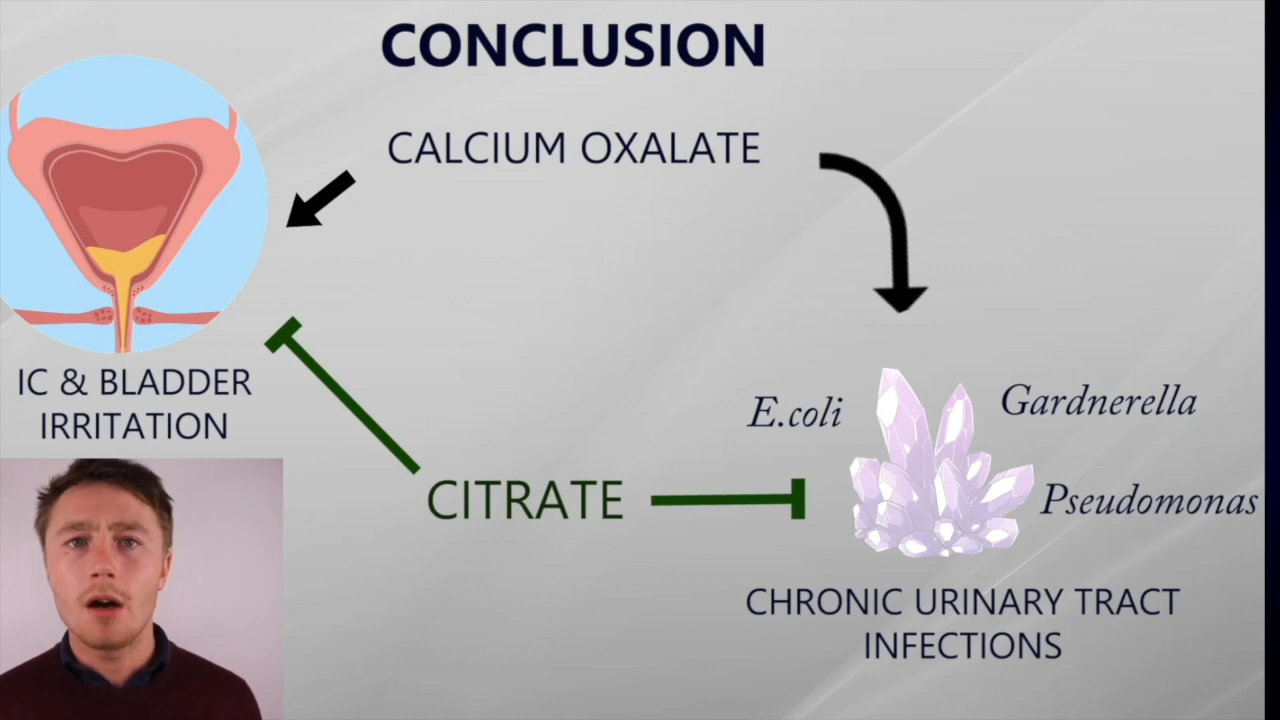 CONCLUSION
CALCIUM OXALATE
IC & BLADDER
IRRITATION
E.coli
Gardnerella
CITRATE
Pseudomonas
CHRONIC URINARY TRACT
INFECTIONS